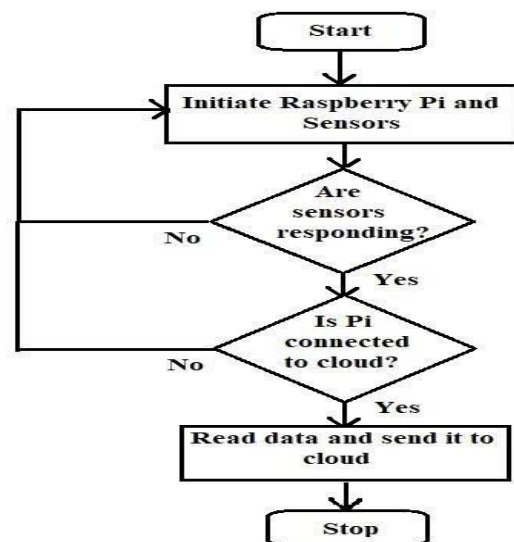 Start
Initiate Raspberry Pi and
Sensors
Are
sensors
responding?
No
Yes
Is Pi
connected
to cloud?
No
Yes
Read data and send it to
cloud
Stop